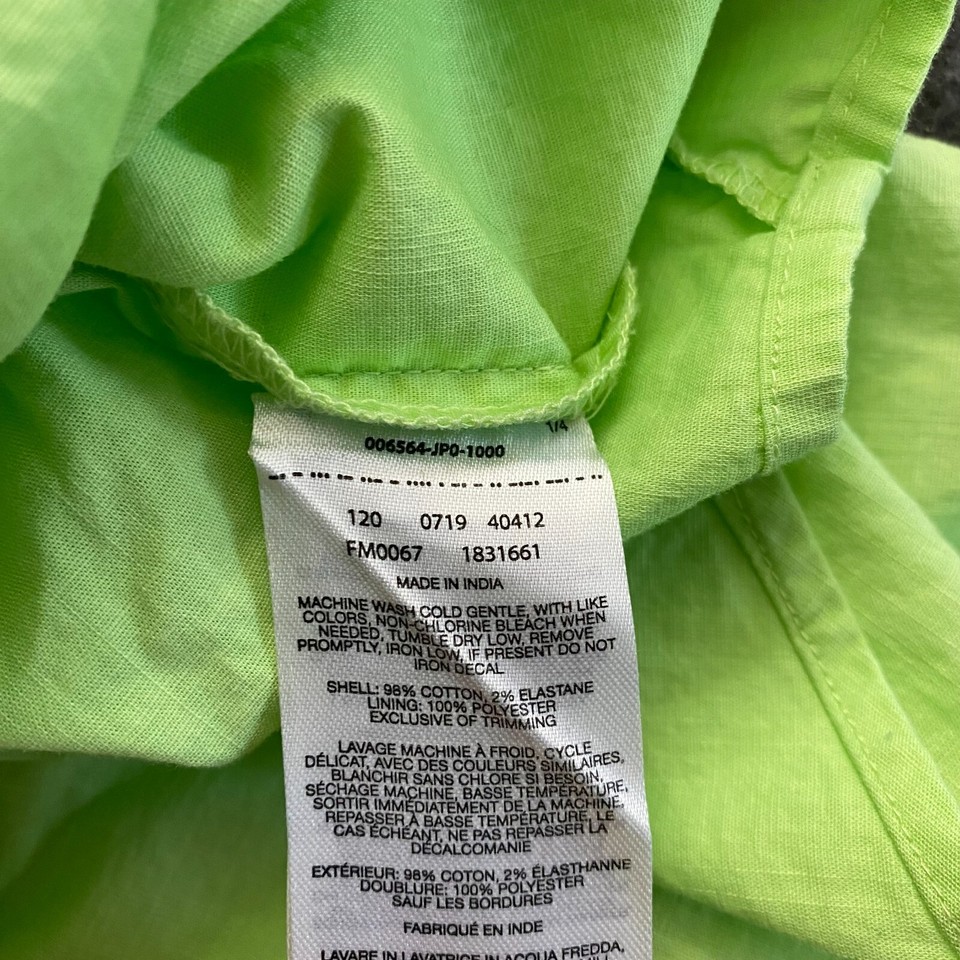 1/4
006564-JP0-1000
120 0719 40412
FM0067 1831661
MADE IN INDIA
MACHINE WASH COLD GENTLE, WITH LIKE
COLORS, NON-CHLORINE BLEACH WHEN
NEEDED, TUMBLE DRY LOW, REMOVE
PROMPTLY, IRON LOW, IF PRESENT DO NOT
IRON DECAL
SHELL: 98% COTTON, 2% ELASTANE
LINING: 100% POLYESTER
EXCLUSIVE OF TRIMMING
LAVAGE MACHINE À FROID, CYCLE
DÉLICAT, AVEC DES COULEURS SIMILAIRES,
BLANCHIR SANS CHLORE SI BESOIN,
SÉCHAGE MACHINE, BASSE TEMPÉRATURE,
SORTIR IMMÉDIATEMENT DE LA MACHINE,
REPASSER À BASSE TEMPÉRATURE, LE
CAS ÉCHÉANT, NE PAS REPASSER LA
DÉCALCOMANIE
EXTÉRIEUR: 98% COTON, 2% ÉLASTHANNE
DOUBLURE: 100% POLYESTER
SAUF LES BORDURES
FABRIQUÉ EN INDE
LAVARE IN LAVATRICE IN ACQUA FREDDA,